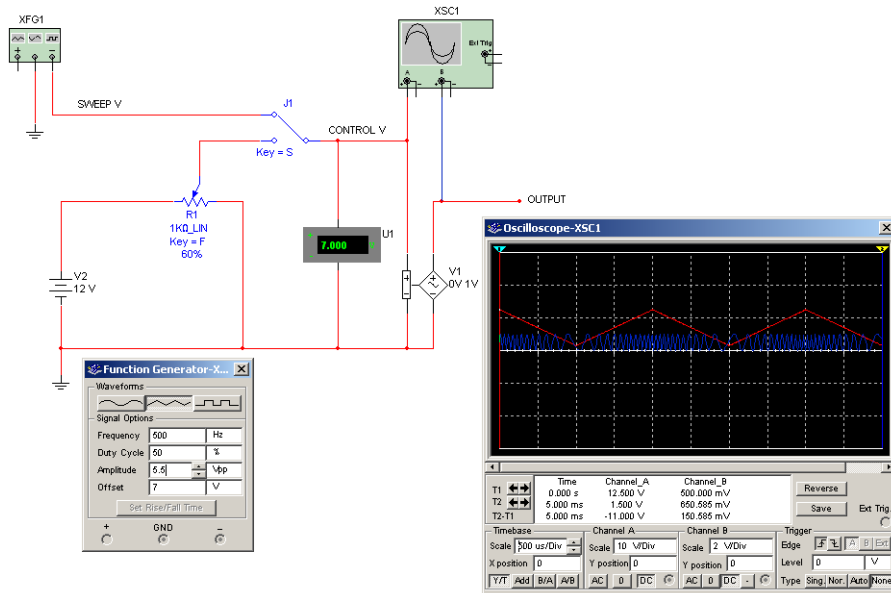 XFG1
XSC1
Ext Trig
A B
SWEEP V
J1
CONTROL V
Key = S
OUTPUT
R1
1KΩ_LIN
Key = F
60%
U1
7.000 V
V1
0V 1V
V2
12 V
Oscilloscope-XSC1
Function Generator-X...
Waveforms
Signal Options
Frequency 500 Hz
Duty Cycle 50 %
Amplitude 5.5 Vpp
Offset 7 V
Set Rise/Fall Time
+ GND −
Time Channel_A Channel_B
T1 0.000 s 12.500 V 500.000 mV
T2 5.000 ms 1.500 V 650.585 mV
T2-T1 5.000 ms -11.000 V 150.585 mV
Reverse
Save
Ext Trig.
Timebase
Scale 500 us/Div
X position 0
Y/T Add B/A A/B
Channel A
Scale 10 V/Div
Y position 0
AC 0 DC
Channel B
Scale 2 V/Div
Y position 0
AC 0 DC -
Trigger
Edge A B Ext
Level 0 V
Type Sing. Nor. Auto None